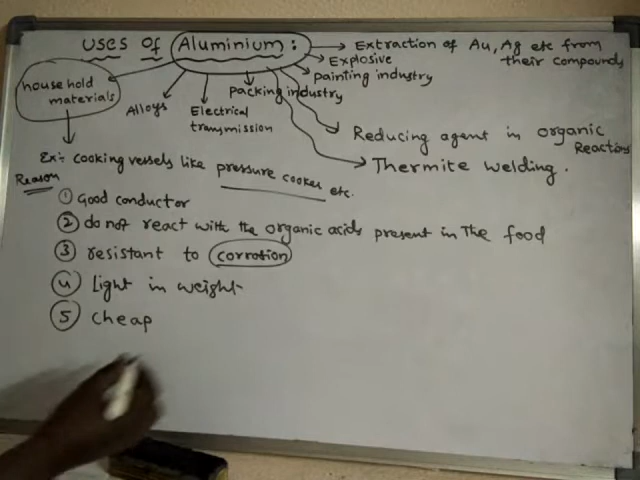 uses of Aluminium:
Extraction of Au, Ag etc from their compounds
Explosive
painting industry
packing industry
Electrical transmission
Alloys
household materials
Reducing agent in organic Reactions
Thermite welding.
Ex:- cooking vessels like pressure cooker etc.
Reason
① Good conductor
② do not react with the organic acids present in The food
③ resistant to corrotion
④ Light in weight
⑤ cheap